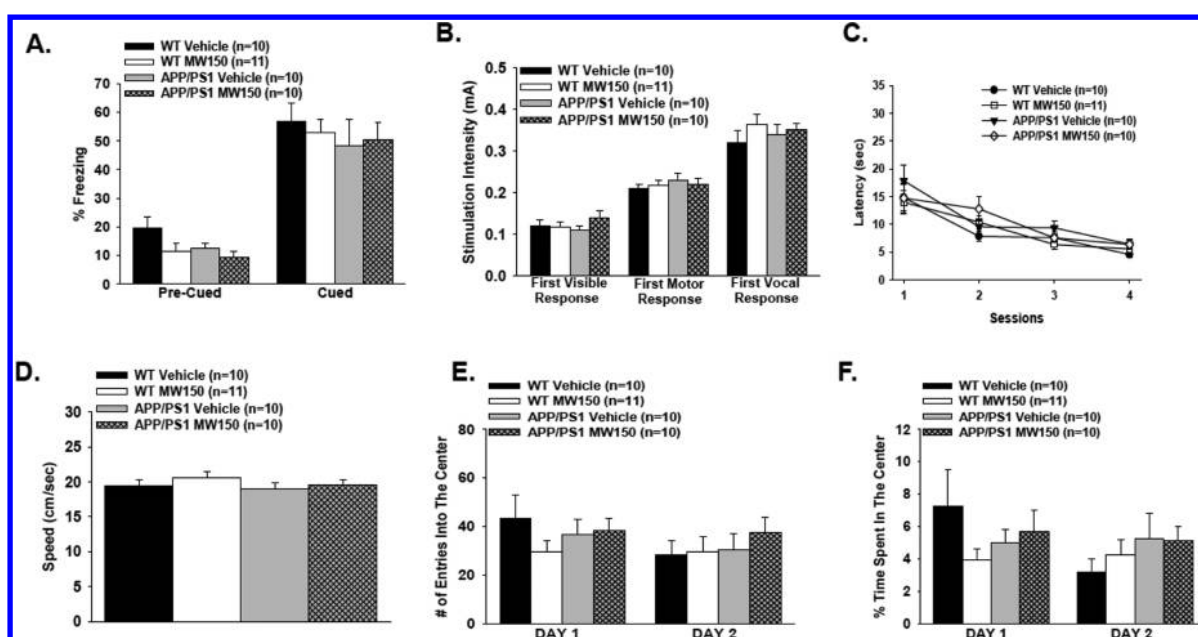 A.
WT Vehicle (n=10)
WT MW150 (n=11)
APP/PS1 Vehicle (n=10)
APP/PS1 MW150 (n=10)
% Freezing
70
60
50
40
30
20
10
0
Pre-Cued
Cued
B.
WT Vehicle (n=10)
WT MW150 (n=11)
APP/PS1 Vehicle (n=10)
APP/PS1 MW150 (n=10)
Stimulation Intensity (mA)
0.5
0.4
0.3
0.2
0.1
0.0
First Visible
Response
First Motor
Response
First Vocal
Response
C.
WT Vehicle (n=10)
WT MW150 (n=11)
APP/PS1 Vehicle (n=10)
APP/PS1 MW150 (n=10)
Latency (sec)
35
30
25
20
15
10
5
0
1
2
3
4
Sessions
D.
WT Vehicle (n=10)
WT MW150 (n=11)
APP/PS1 Vehicle (n=10)
APP/PS1 MW150 (n=10)
Speed (cm/sec)
30
25
20
15
10
5
0
E.
WT Vehicle (n=10)
WT MW150 (n=11)
APP/PS1 Vehicle (n=10)
APP/PS1 MW150 (n=10)
# of Entries Into The Center
80
60
40
20
0
DAY 1
DAY 2
F.
WT Vehicle (n=10)
WT MW150 (n=11)
APP/PS1 Vehicle (n=10)
APP/PS1 MW150 (n=10)
% Time Spent In The Center
12
10
8
6
4
2
0
DAY 1
DAY 2